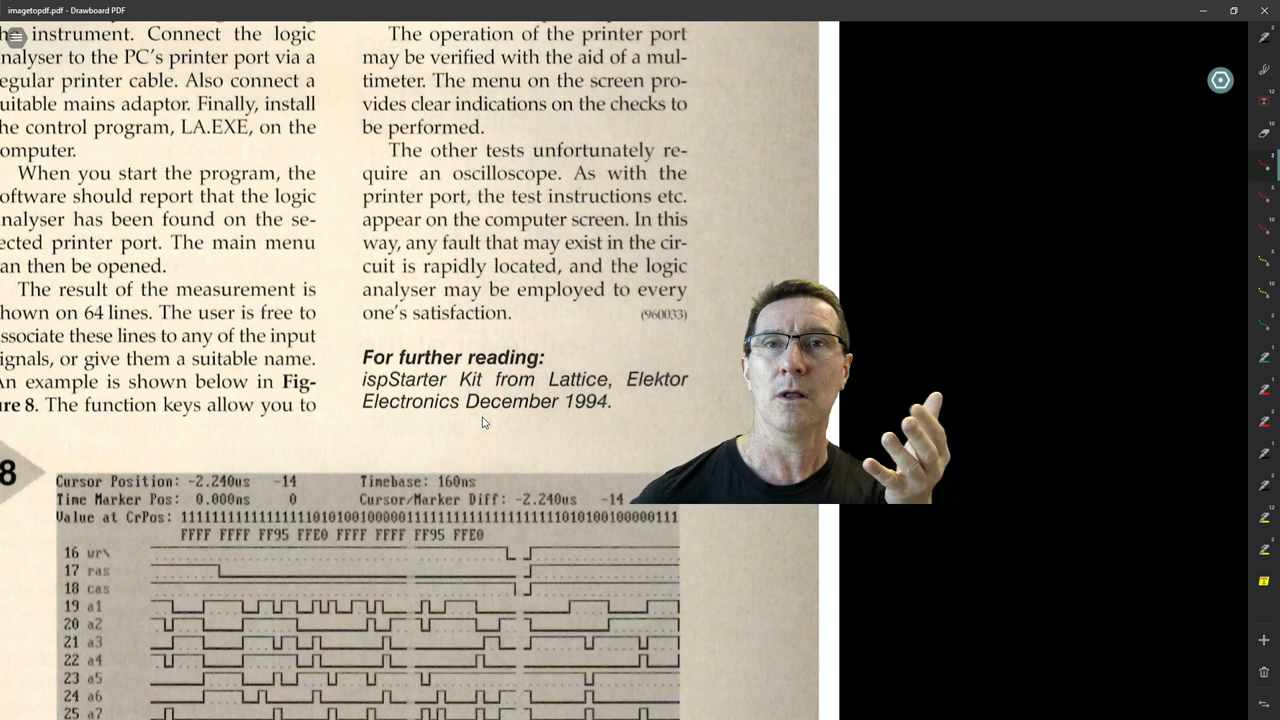 imagetopdf.pdf - Drawboard PDF
he instrument. Connect the logic
nalyser to the PC's printer port via a
egular printer cable. Also connect a
uitable mains adaptor. Finally, install
he control program, LA.EXE, on the
omputer.
When you start the program, the
oftware should report that the logic
nalyser has been found on the se-
ected printer port. The main menu
an then be opened.
The result of the measurement is
hown on 64 lines. The user is free to
ssociate these lines to any of the input
ignals, or give them a suitable name.
An example is shown below in Fig-
ure 8. The function keys allow you to
The operation of the printer port
may be verified with the aid of a mul-
timeter. The menu on the screen pro-
vides clear indications on the checks to
be performed.
The other tests unfortunately re-
quire an oscilloscope. As with the
printer port, the test instructions etc.
appear on the computer screen. In this
way, any fault that may exist in the cir-
cuit is rapidly located, and the logic
analyser may be employed to every
one's satisfaction. (960033)
For further reading:
ispStarter Kit from Lattice, Elektor
Electronics December 1994.
8
Cursor Position: -2.240us -14 Timebase: 160ns
Time Marker Pos: 0.000ns 0 Cursor/Marker Diff: -2.240us -14
Value at CrPos:
FFFF FFFF FF95 FFE0 FFFF FFFF FF95 FFE0
16 wr\
17 ras
18 cas
19 a1
20 a2
21 a3
22 a4
23 a5
24 a6
25 a7